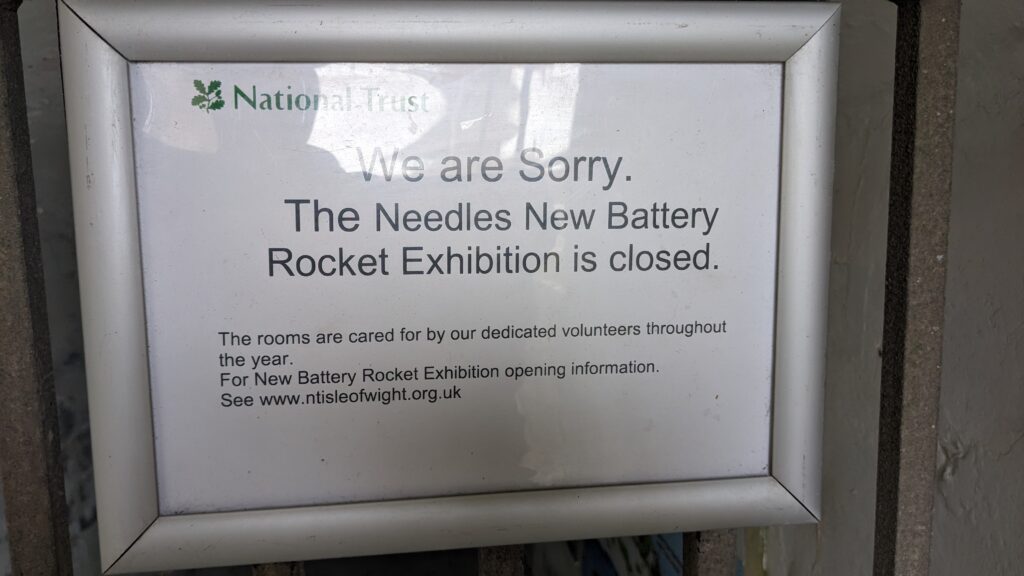 National Trust
We are Sorry.
The Needles New Battery
Rocket Exhibition is closed.
The rooms are cared for by our dedicated volunteers throughout
the year.
For New Battery Rocket Exhibition opening information.
See www.ntisleofwight.org.uk